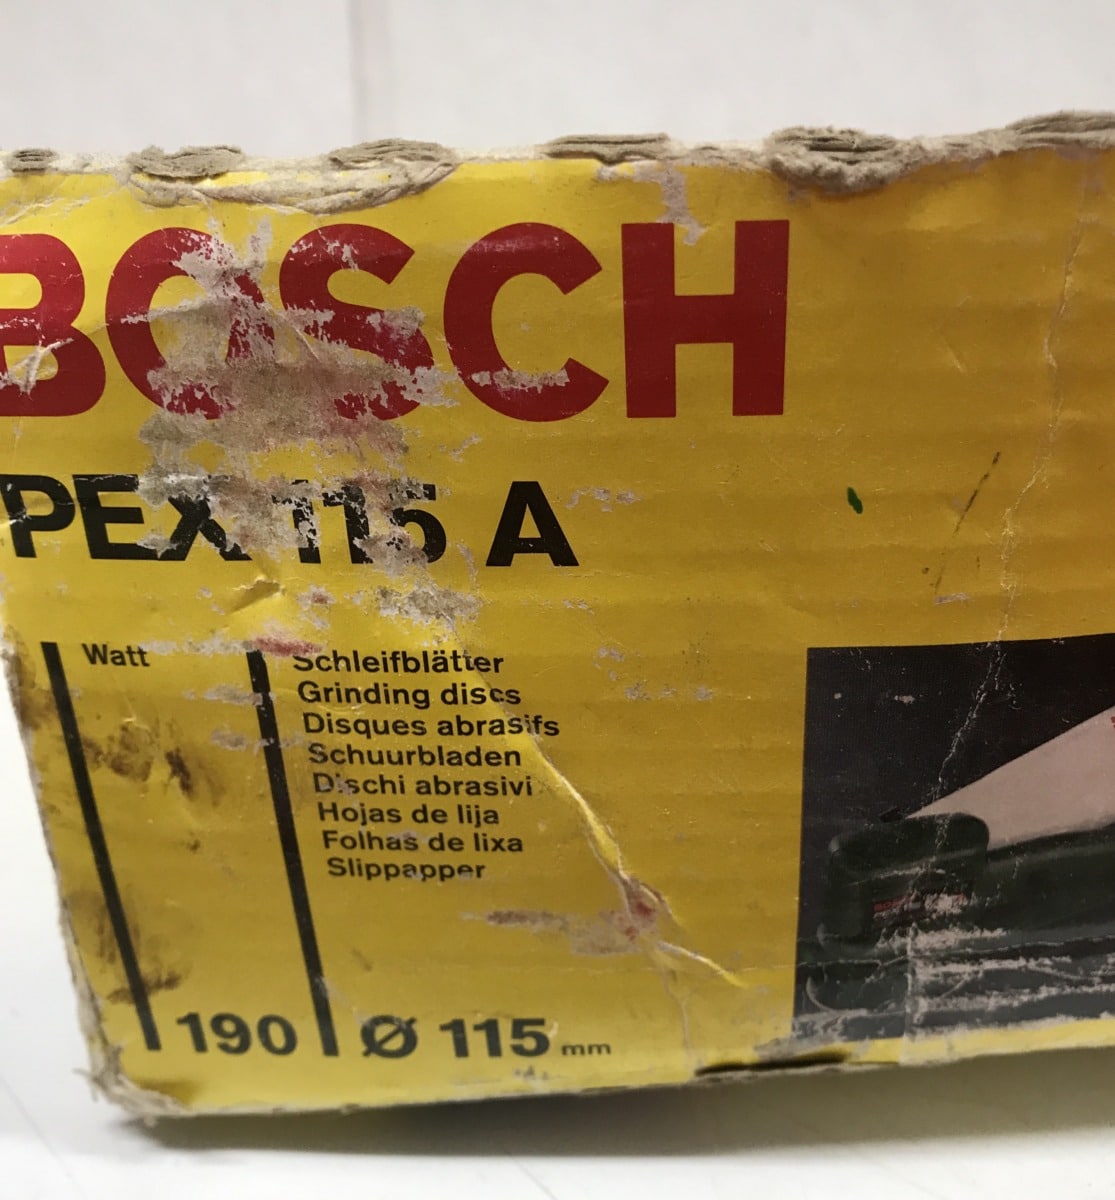 BOSCH
PEX 115 A
Watt
Schleifblätter
Grinding discs
Disques abrasifs
Schuurbladen
Dischi abrasivi
Hojas de lija
Folhas de lixa
Slippapper
190
Ø 115 mm